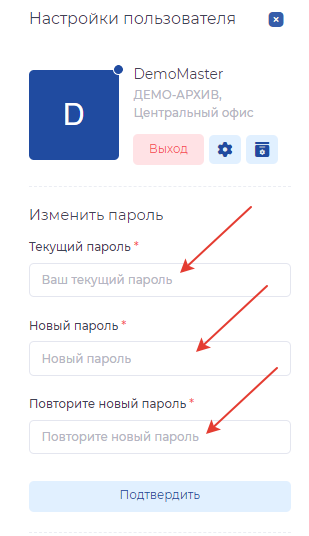 Настройки пользователя
D
DemoMaster
ДЕМО-АРХИВ,
Центральный офис
Выход
Изменить пароль
Текущий пароль *
Ваш текущий пароль
Новый пароль *
Новый пароль
Повторите новый пароль *
Повторите новый пароль
Подтвердить